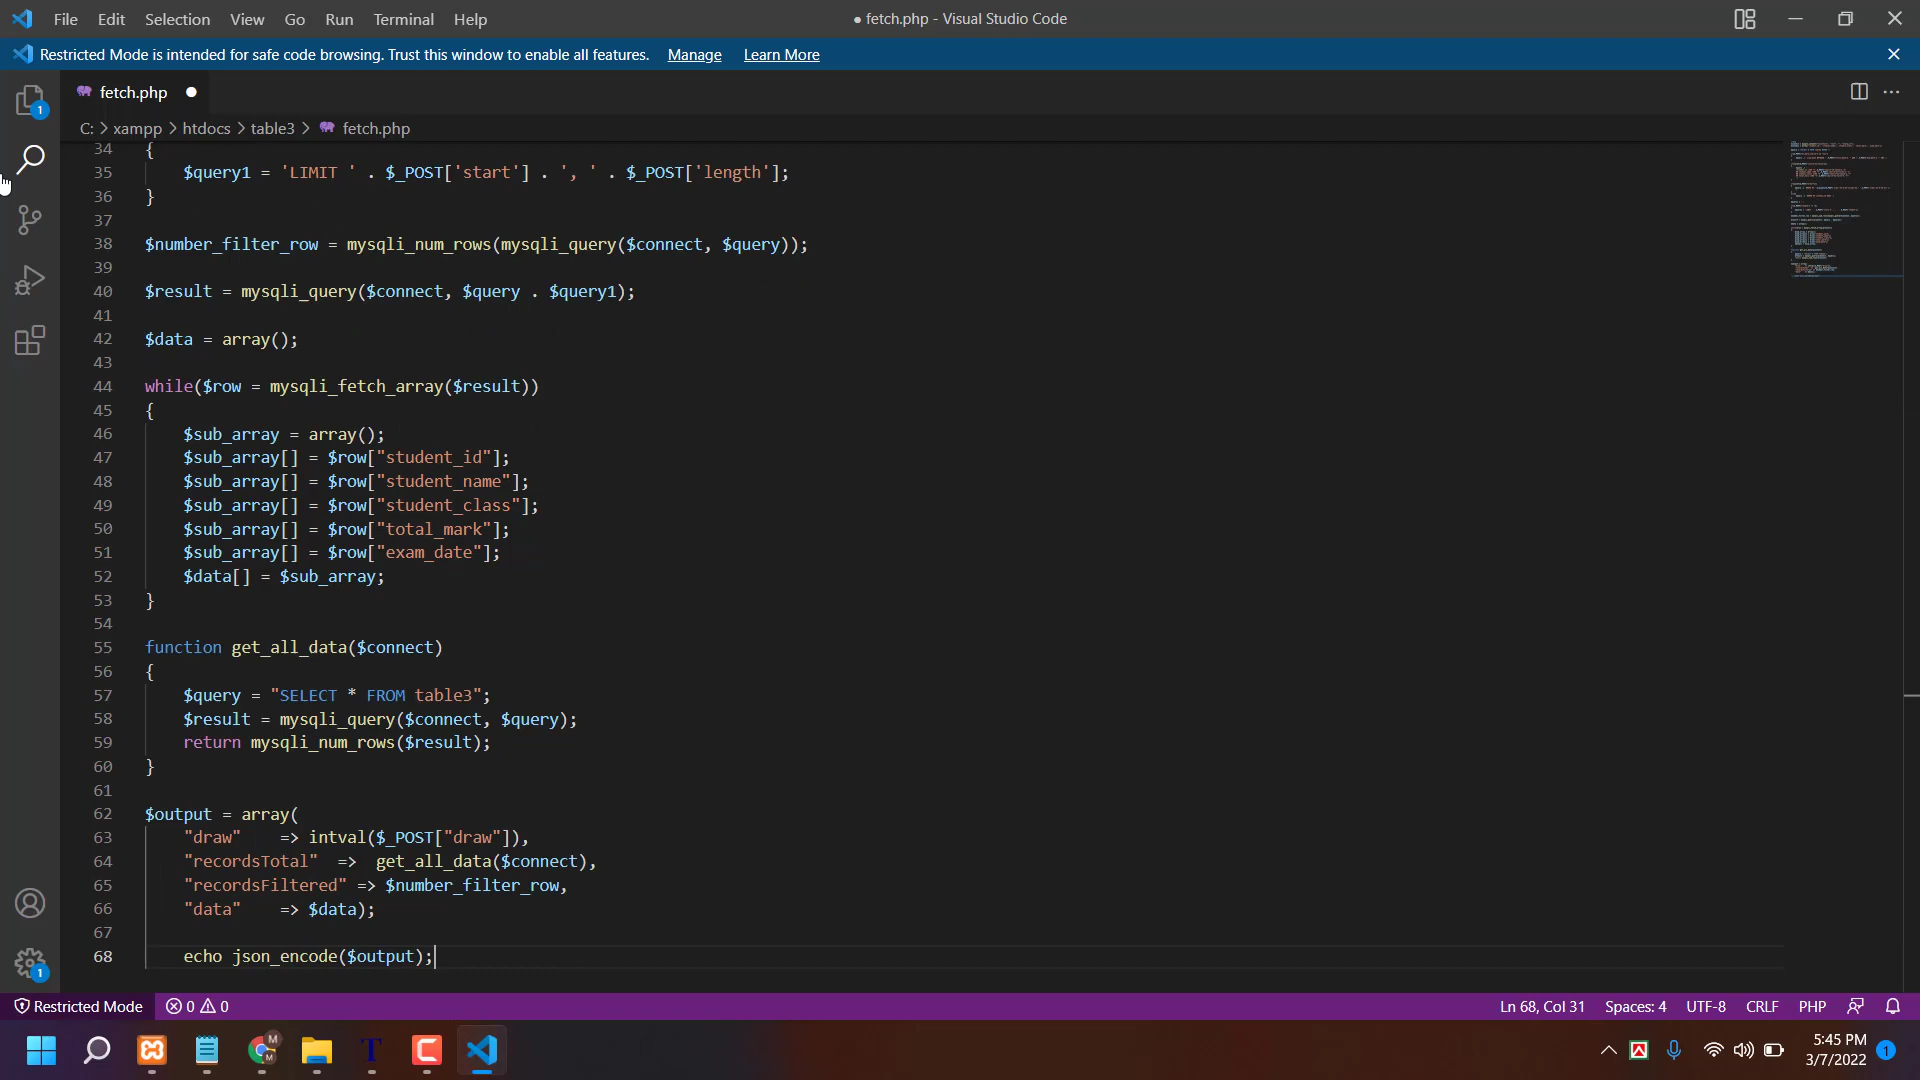 File Edit Selection View Go Run Terminal Help
● fetch.php - Visual Studio Code
Restricted Mode is intended for safe code browsing. Trust this window to enable all features. Manage Learn More
1
fetch.php
C: > xampp > htdocs > table3 > fetch.php
34 {
35 $query1 = 'LIMIT ' . $_POST['start'] . ', ' . $_POST['length'];
36 }
37
38 $number_filter_row = mysqli_num_rows(mysqli_query($connect, $query));
39
40 $result = mysqli_query($connect, $query . $query1);
41
42 $data = array();
43
44 while($row = mysqli_fetch_array($result))
45 {
46 $sub_array = array();
47 $sub_array[] = $row["student_id"];
48 $sub_array[] = $row["student_name"];
49 $sub_array[] = $row["student_class"];
50 $sub_array[] = $row["total_mark"];
51 $sub_array[] = $row["exam_date"];
52 $data[] = $sub_array;
53 }
54
55 function get_all_data($connect)
56 {
57 $query = "SELECT * FROM table3";
58 $result = mysqli_query($connect, $query);
59 return mysqli_num_rows($result);
60 }
61
62 $output = array(
63 "draw" => intval($_POST["draw"]),
64 "recordsTotal" => get_all_data($connect),
65 "recordsFiltered" => $number_filter_row,
66 "data" => $data);
67
68 echo json_encode($output);
1
Restricted Mode 0 0
Ln 68, Col 31 Spaces: 4 UTF-8 CRLF PHP
M
M
T
C
5:45 PM
3/7/2022
1